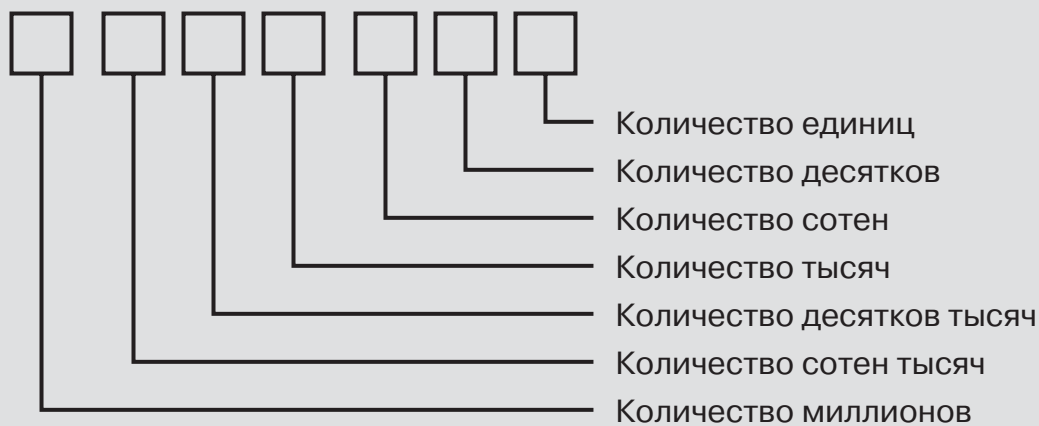 Количество единиц
Количество десятков
Количество сотен
Количество тысяч
Количество десятков тысяч
Количество сотен тысяч
Количество миллионов